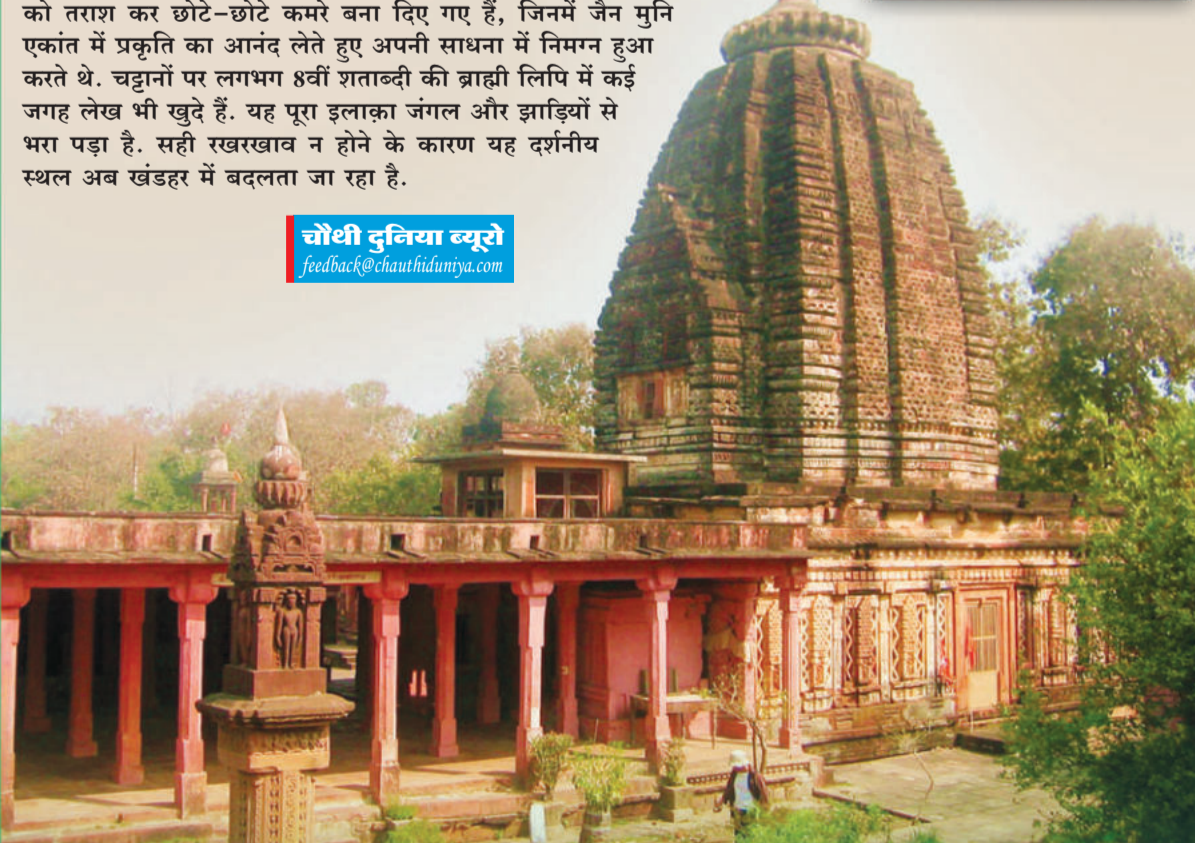 को तराश कर छोटे-छोटे कमरे बना दिए गए हैं, जिनमें जैन मुनि
एकांत में प्रकृति का आनंद लेते हुए अपनी साधना में निमग्न हुआ
करते थे. चट्टानों पर लगभग 8वीं शताब्दी की ब्राह्मी लिपि में कई
जगह लेख भी खुदे हैं. यह पूरा इलाक़ा जंगल और झाड़ियों से
भरा पड़ा है. सही रखरखाव न होने के कारण यह दर्शनीय
स्थल अब खंडहर में बदलता जा रहा है.
चौथी दुनिया ब्यूरो
feedback@chauthiduniya.com